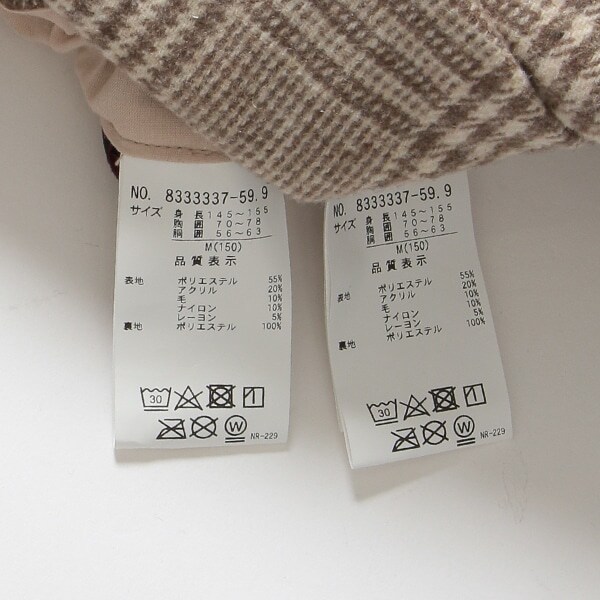 NO. 8333337-59.9
サイズ
身 長 145～155
胸 囲 70～78
胴 囲 56～63
M(150)
品質表示
表地 ポリエステル 55%
アクリル 20%
毛 10%
ナイロン 10%
レーヨン 5%
裏地 ポリエステル 100%
30
W
NR-229
NO. 8333337-59.9
サイズ
身 長 145～155
胸 囲 70～78
胴 囲 56～63
M(150)
品質表示
表地 ポリエステル 55%
アクリル 20%
毛 10%
ナイロン 10%
レーヨン 5%
裏地 ポリエステル 100%
30
W
NR-229